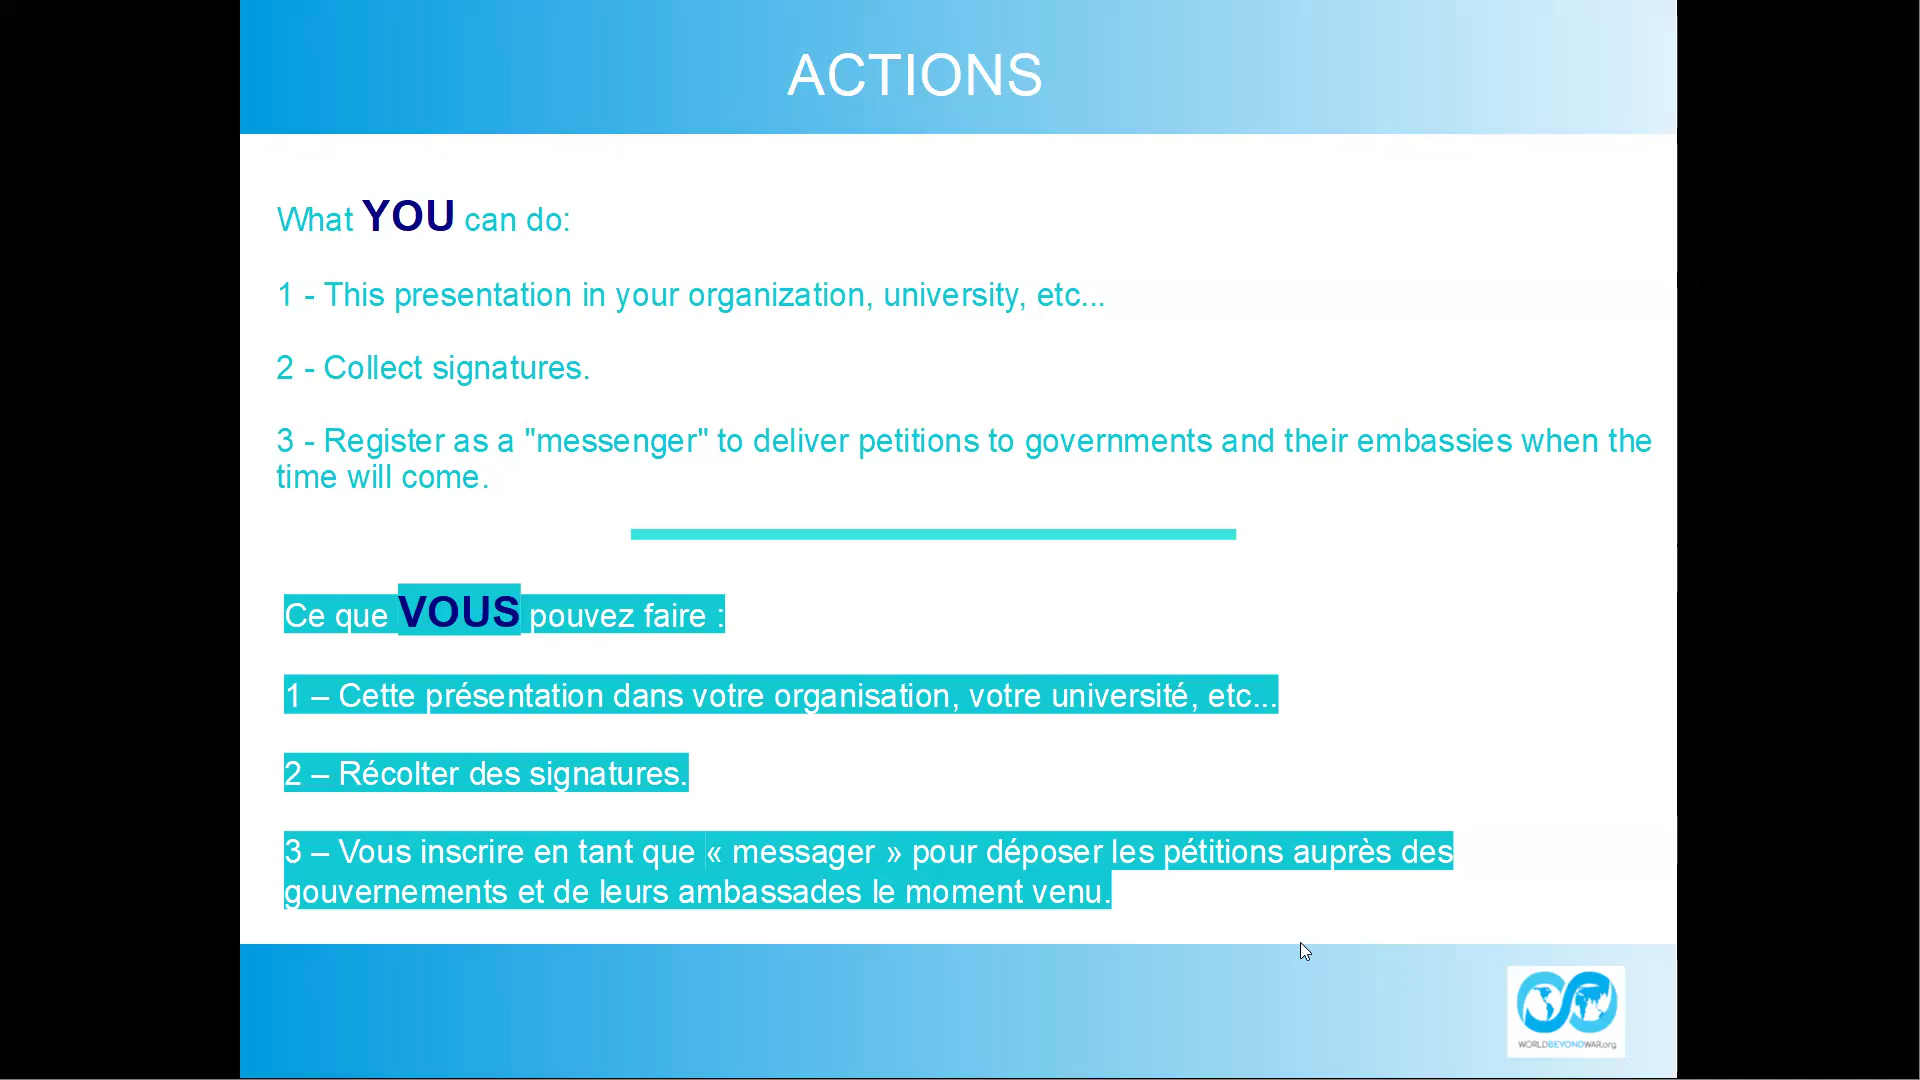 ACTIONS
What YOU can do:
1 - This presentation in your organization, university, etc...
2 - Collect signatures.
3 - Register as a "messenger" to deliver petitions to governments and their embassies when the
time will come.
Ce que VOUS pouvez faire :
1 – Cette présentation dans votre organisation, votre université, etc...
2 – Récolter des signatures.
3 – Vous inscrire en tant que « messager » pour déposer les pétitions auprès des
gouvernements et de leurs ambassades le moment venu.
WORLDBEYONDWAR.org